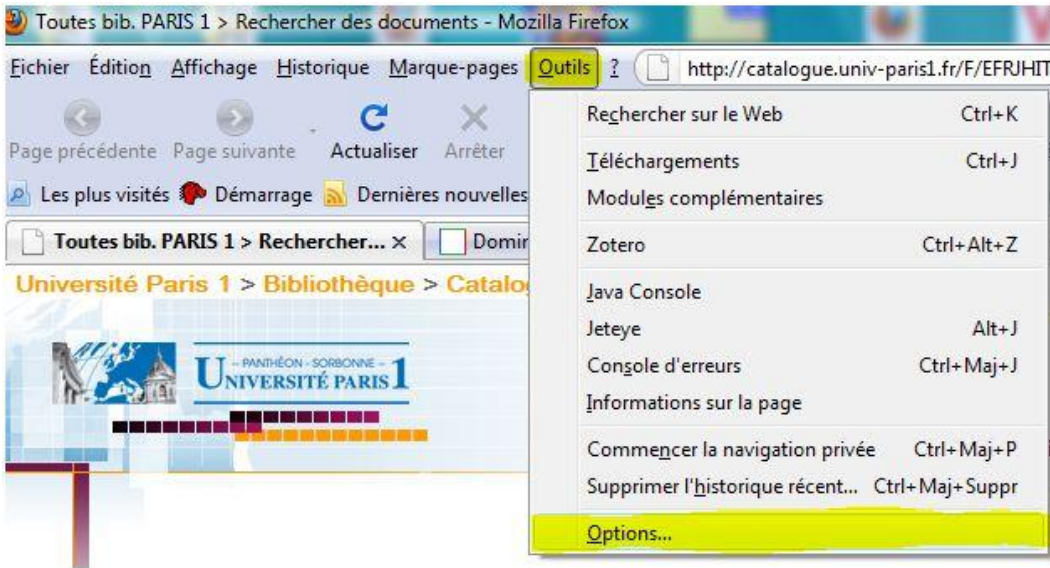 Toutes bib. PARIS 1 > Rechercher des documents - Mozilla Firefox
Fichier Édition Affichage Historique Marque-pages Outils ? http://catalogue.univ-paris1.fr/F/EFRJHIT
Page précédente Page suivante Actualiser Arrêter
Les plus visités Démarrage Dernières nouvelles
Toutes bib. PARIS 1 > Rechercher... × Domin
Université Paris 1 > Bibliothèque > Catalo
– PANTHÉON - SORBONNE –
UNIVERSITÉ PARIS 1
Rechercher sur le Web Ctrl+K
Téléchargements Ctrl+J
Modules complémentaires
Zotero Ctrl+Alt+Z
Java Console
Jeteye Alt+J
Console d'erreurs Ctrl+Maj+J
Informations sur la page
Commencer la navigation privée Ctrl+Maj+P
Supprimer l'historique récent... Ctrl+Maj+Suppr
Options...